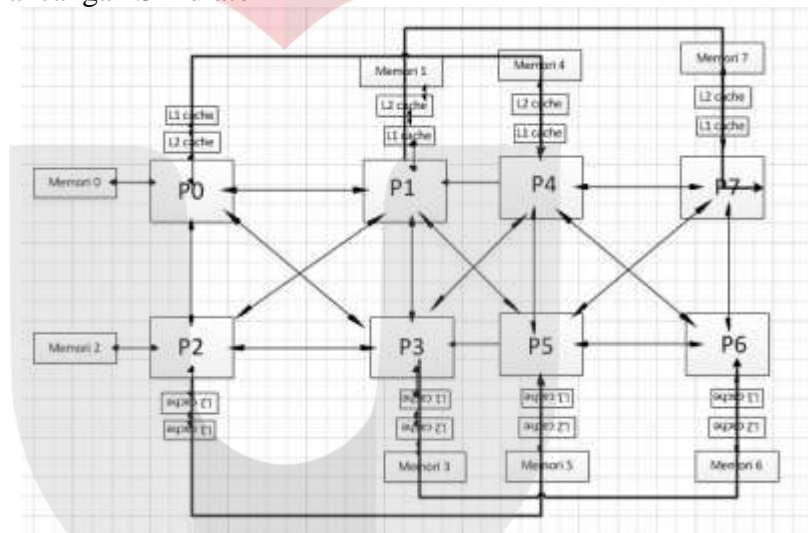 Memori 1
Memori 4
Memori 7
L1 cache
L2 cache
L2 cache
L1 cache
L2 cache
L1 cache
L2 cache
L1 cache
Memori 0
P0
P1
P4
P7
Memori 2
P2
P3
P5
P6
L2 cache
L1 cache
L1 cache
L2 cache
L1 cache
L2 cache
L1 cache
L2 cache
Memori 3
Memori 5
Memori 6